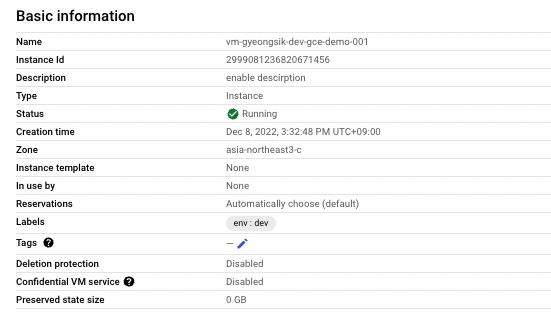 Basic information
Name vm-gyeongsik-dev-gce-demo-001
Instance Id 2999081236820671456
Description enable descirption
Type Instance
Status Running
Creation time Dec 8, 2022, 3:32:48 PM UTC+09:00
Zone asia-northeast3-c
Instance template None
In use by None
Reservations Automatically choose (default)
Labels env : dev
Tags ? —
Deletion protection Disabled
Confidential VM service ? Disabled
Preserved state size 0 GB